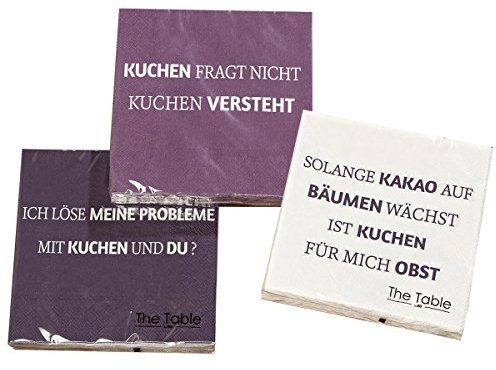 KUCHEN FRAGT NICHT
KUCHEN VERSTEHT
ICH LÖSE MEINE PROBLEME
MIT KUCHEN UND DU ?
The Table
SOLANGE KAKAO AUF
BÄUMEN WÄCHST
IST KUCHEN
FÜR MICH OBST
The Table